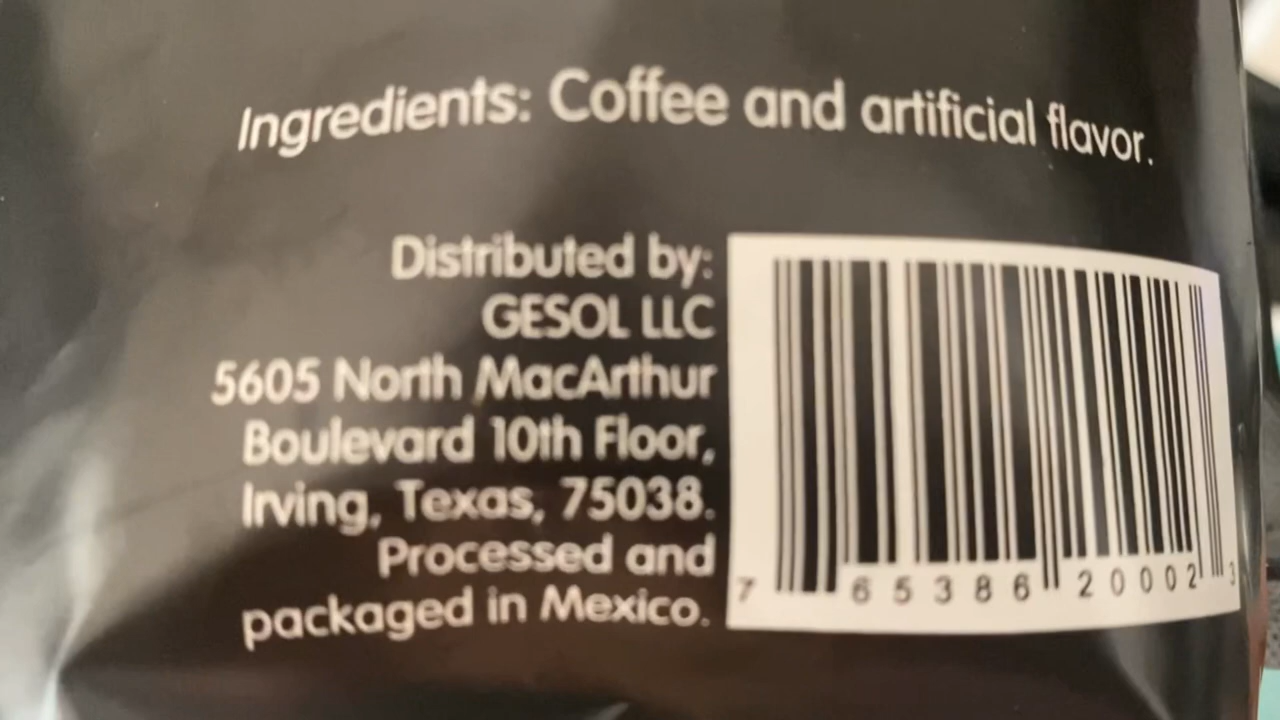 Ingredients: Coffee and artificial flavor.
Distributed by:
GESOL LLC
5605 North MacArthur
Boulevard 10th Floor,
Irving, Texas, 75038.
Processed and
packaged in Mexico.
7 65386 20002 3